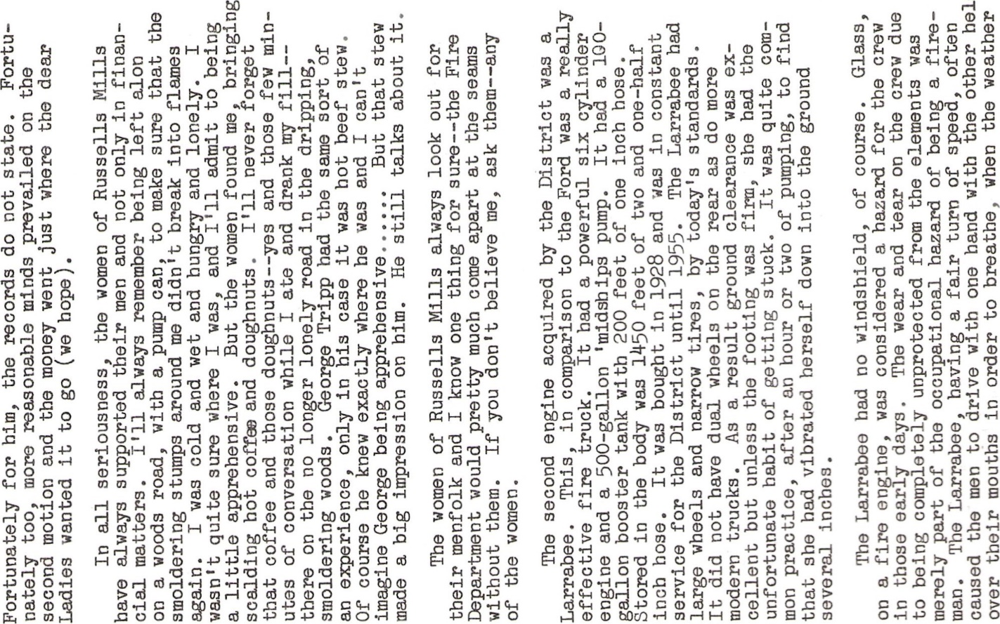 Fortunately for him, the records do not state.  Fortu-
nately too, more reasonable minds prevailed on the
second motion and the money went just where the dear
Ladies wanted it to go (we hope).
In all seriousness, the women of Russells Mills
have always supported their men and not only in finan-
cial matters.  I'll always remember being left alon
on a woods road, with a pump can, to make sure that the
smoldering stumps around me didn't break into flames
again.  I was cold and wet and hungry and lonely.  I
wasn't quite sure where I was, and I'll admit to being
a little apprehensive.  But the women found me, bringing
scalding hot coffee and doughnuts.  I'll never forget
that coffee and those doughnuts--yes and those few min-
utes of conversation while I ate and drank my fill--
there on the no longer lonely road in the dripping,
smoldering woods.  George Tripp had the same sort of
an experience, only in his case it was hot beef stew.
Of course he knew exactly where he was and I can't
imagine George being apprehensive......  But that stew
made a big impression on him.  He still talks about it.
The women of Russells Mills always look out for
their menfolk and I know one thing for sure--the Fire
Department would pretty much come apart at the seams
without them.  If you don't believe me, ask them--any
of the women.
The second engine acquired by the District was a
Larrabee.  This, in comparison to the Ford was a really
effective fire truck.  It had a powerful six cylinder
engine and a 500-gallon 'midships pump.  It had a 100-
gallon booster tank with 200 feet of one inch hose.
Stored in the body was 1450 feet of two and one-half
inch hose.  It was bought in 1928 and was in constant
service for the District until 1955.  The Larrabee had
large wheels and narrow tires, by today's standards.
It did not have dual wheels on the rear as do more
modern trucks.  As a result ground clearance was ex-
cellent but unless the footing was firm, she had the
unfortunate habit of getting stuck.  It was quite com-
mon practice, after an hour or two of pumping, to find
that she had vibrated herself down into the ground
several inches.
The Larrabee had no windshield, of course.  Glass,
on a fire engine, was considered a hazard for the crew
in those early days.  The wear and tear on the crew due
to being completely unprotected from the elements was
merely part of the occupational hazard of being a fire-
man.  The Larrabee, having a fair turn of speed, often
caused the men to drive with one hand and with the other hel
over their mouths in order to breathe, when the weather